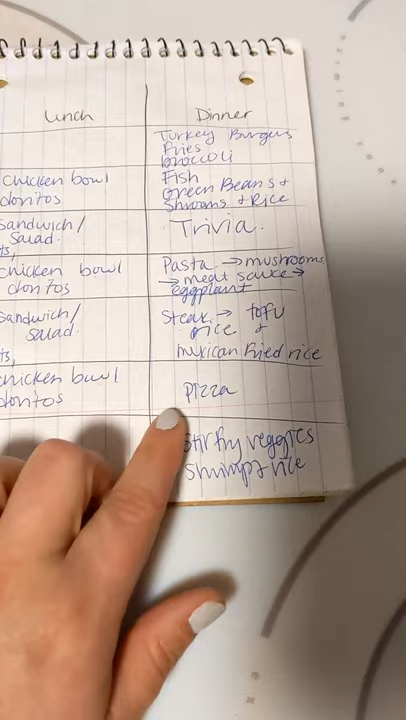 Lunch Dinner
Turkey Burgers
Fries
broccoli
chicken bowl
doritos
Fish
Green Beans +
Shrooms + Rice
Sandwich/
Salad.
Trivia.
ts,
chicken bowl
doritos
Pasta → mushrooms
→ meat sauce →
eggplant
Sandwich/
Salad.
Steak → tofu
rice +
mexican fried rice
ts,
chicken bowl
doritos
pizza
Stir fry veggies
Shrimp + rice